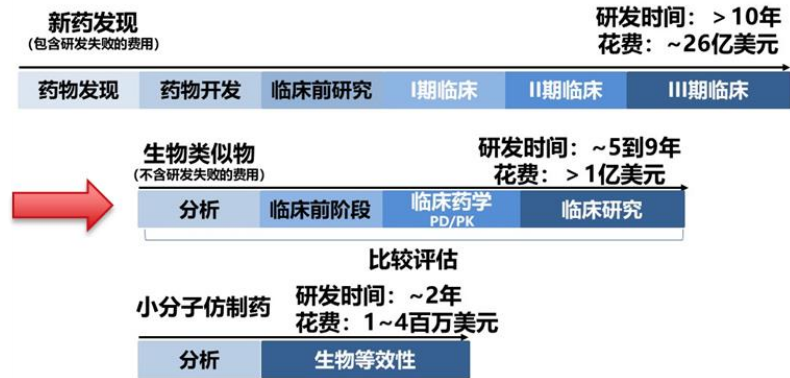 新药发现
(包含研发失败的费用)
研发时间：>10年
花费：~26亿美元
药物发现 药物开发 临床前研究 I期临床 II期临床 III期临床
生物类似物
(不含研发失败的费用)
研发时间：~5到9年
花费：>1亿美元
分析 临床前阶段 临床药学 临床研究
PD/PK
比较评估
小分子仿制药
研发时间：~2年
花费：1~4百万美元
分析 生物等效性